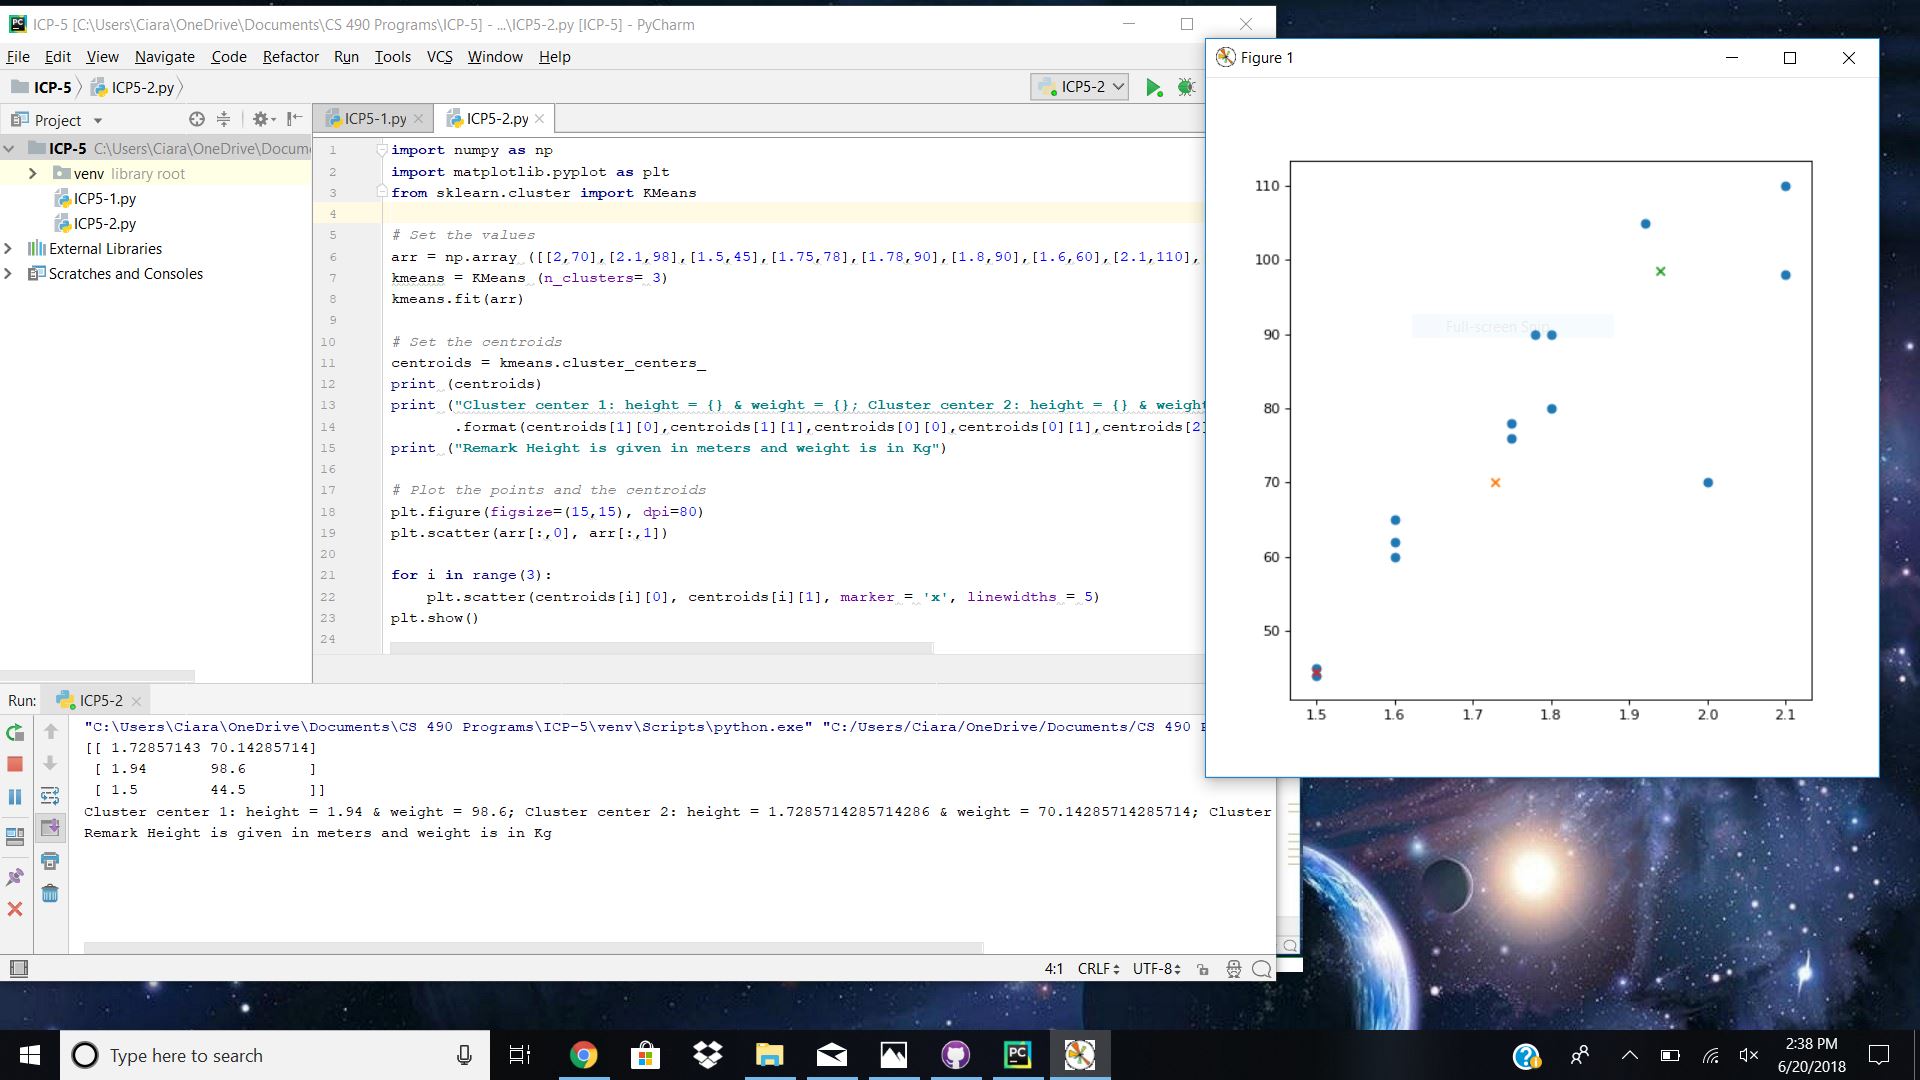 ICP-5 [C:\Users\Ciara\OneDrive\Documents\CS 490 Programs\ICP-5] - ...\ICP5-2.py [ICP-5] - PyCharm
File Edit View Navigate Code Refactor Run Tools VCS Window Help
ICP-5 ICP5-2.py
ICP5-2
Project
ICP5-1.py ICP5-2.py
ICP-5 C:\Users\Ciara\OneDrive\Docum
venv library root
ICP5-1.py
ICP5-2.py
External Libraries
Scratches and Consoles
1 import numpy as np
2 import matplotlib.pyplot as plt
3 from sklearn.cluster import KMeans
4
5 # Set the values
6 arr = np.array ([[2,70],[2.1,98],[1.5,45],[1.75,78],[1.78,90],[1.8,90],[1.6,60],[2.1,110],
7 kmeans = KMeans (n_clusters= 3)
8 kmeans.fit(arr)
9
10 # Set the centroids
11 centroids = kmeans.cluster_centers_
12 print (centroids)
13 print ("Cluster center 1: height = {} & weight = {}; Cluster center 2: height = {} & weight
14 .format(centroids[1][0],centroids[1][1],centroids[0][0],centroids[0][1],centroids[2]
15 print ("Remark Height is given in meters and weight is in Kg")
16
17 # Plot the points and the centroids
18 plt.figure(figsize=(15,15), dpi=80)
19 plt.scatter(arr[:,0], arr[:,1])
20
21 for i in range(3):
22 plt.scatter(centroids[i][0], centroids[i][1], marker = 'x', linewidths = 5)
23 plt.show()
24
Run: ICP5-2
"C:\Users\Ciara\OneDrive\Documents\CS 490 Programs\ICP-5\venv\Scripts\python.exe" "C:/Users/Ciara/OneDrive/Documents/CS 490 P
[[ 1.72857143 70.14285714]
[ 1.94 98.6 ]
[ 1.5 44.5 ]]
Cluster center 1: height = 1.94 & weight = 98.6; Cluster center 2: height = 1.7285714285714286 & weight = 70.14285714285714; Cluster
Remark Height is given in meters and weight is in Kg
4:1 CRLF UTF-8
Figure 1
110
100
90
80
70
60
50
1.5 1.6 1.7 1.8 1.9 2.0 2.1
Full-screen Snip
Type here to search
PC
2:38 PM
6/20/2018